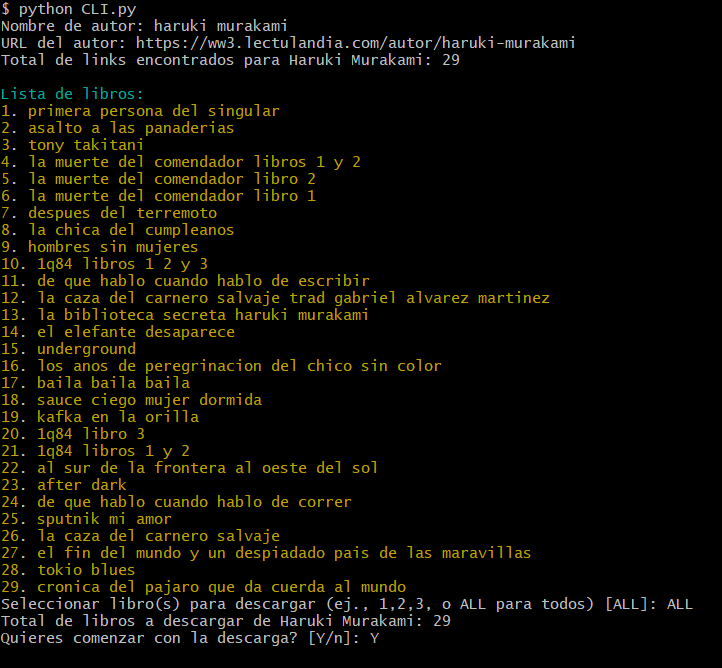 $ python CLI.py
Nombre de autor: haruki murakami
URL del autor: https://ww3.lectulandia.com/autor/haruki-murakami
Total de links encontrados para Haruki Murakami: 29
Lista de libros:
1. primera persona del singular
2. asalto a las panaderias
3. tony takitani
4. la muerte del comendador libros 1 y 2
5. la muerte del comendador libro 2
6. la muerte del comendador libro 1
7. despues del terremoto
8. la chica del cumpleanos
9. hombres sin mujeres
10. 1q84 libros 1 2 y 3
11. de que hablo cuando hablo de escribir
12. la caza del carnero salvaje trad gabriel alvarez martinez
13. la biblioteca secreta haruki murakami
14. el elefante desaparece
15. underground
16. los anos de peregrinacion del chico sin color
17. baila baila baila
18. sauce ciego mujer dormida
19. kafka en la orilla
20. 1q84 libro 3
21. 1q84 libros 1 y 2
22. al sur de la frontera al oeste del sol
23. after dark
24. de que hablo cuando hablo de correr
25. sputnik mi amor
26. la caza del carnero salvaje
27. el fin del mundo y un despiadado pais de las maravillas
28. tokio blues
29. cronica del pajaro que da cuerda al mundo
Seleccionar libro(s) para descargar (ej., 1,2,3, o ALL para todos) [ALL]: ALL
Total de libros a descargar de Haruki Murakami: 29
Quieres comenzar con la descarga? [Y/n]: Y